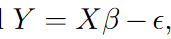 Y = Xβ − ϵ,